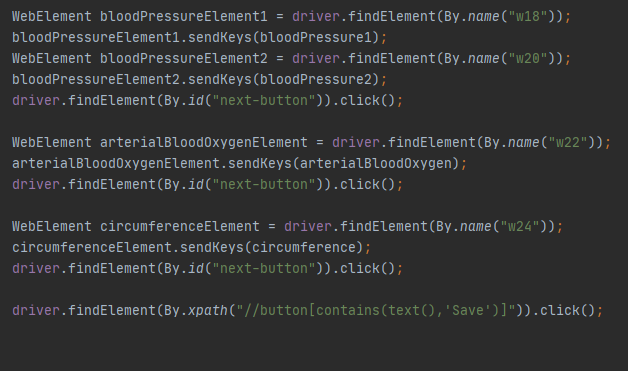 WebElement bloodPressureElement1 = driver.findElement(By.name("w18"));
bloodPressureElement1.sendKeys(bloodPressure1);
WebElement bloodPressureElement2 = driver.findElement(By.name("w20"));
bloodPressureElement2.sendKeys(bloodPressure2);
driver.findElement(By.id("next-button")).click();
WebElement arterialBloodOxygenElement = driver.findElement(By.name("w22"));
arterialBloodOxygenElement.sendKeys(arterialBloodOxygen);
driver.findElement(By.id("next-button")).click();
WebElement circumferenceElement = driver.findElement(By.name("w24"));
circumferenceElement.sendKeys(circumference);
driver.findElement(By.id("next-button")).click();
driver.findElement(By.xpath("//button[contains(text(),'Save')]")).click();